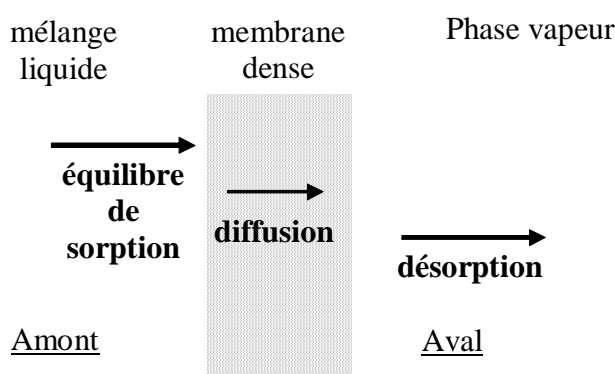 mélange
liquide
membrane
dense
Phase vapeur
équilibre
de
sorption
diffusion
désorption
Amont
Aval